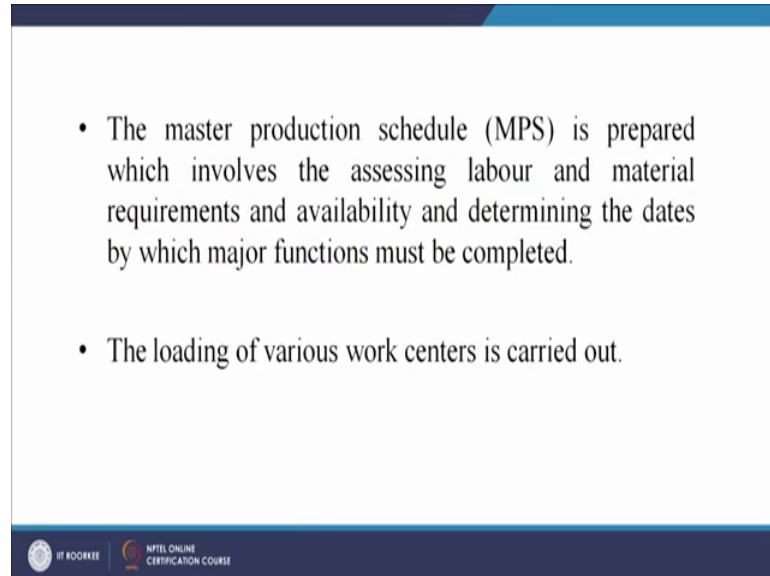 • The master production schedule (MPS) is prepared
which involves the assessing labour and material
requirements and availability and determining the dates
by which major functions must be completed.
• The loading of various work centers is carried out.
IIT ROORKEE
NPTEL ONLINE
CERTIFICATION COURSE